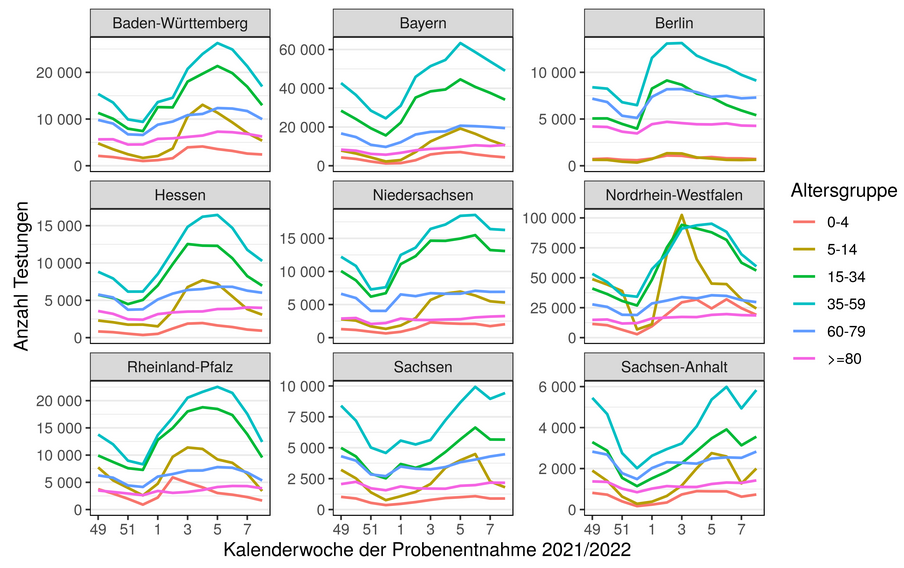 Baden-Württemberg
Bayern
Berlin
20 000
10 000
0
60 000
40 000
20 000
0
10 000
5 000
0
Hessen
Niedersachsen
Nordrhein-Westfalen
15 000
10 000
5 000
0
15 000
10 000
5 000
0
100 000
75 000
50 000
25 000
0
Rheinland-Pfalz
Sachsen
Sachsen-Anhalt
20 000
15 000
10 000
5 000
0
10 000
7 500
5 000
2 500
0
6 000
4 000
2 000
0
49 51 1 3 5 7
49 51 1 3 5 7
49 51 1 3 5 7
Kalenderwoche der Probenentnahme 2021/2022
Anzahl Testungen
Altersgruppe
0-4
5-14
15-34
35-59
60-79
>=80